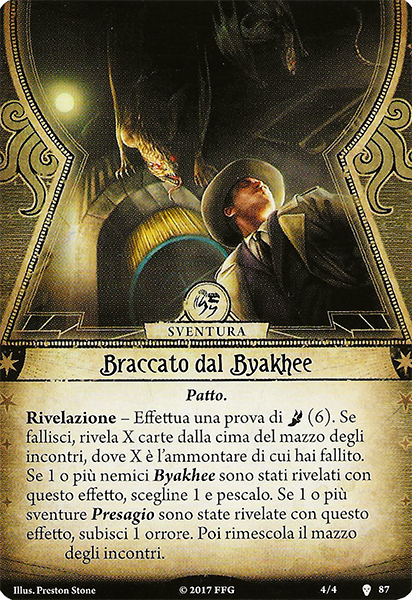 SVENTURA
Braccato dal Byakhee
Patto.
Rivelazione – Effettua una prova di (6). Se
fallisci, rivela X carte dalla cima del mazzo degli
incontri, dove X è l'ammontare di cui hai fallito.
Se 1 o più nemici Byakhee sono stati rivelati con
questo effetto, scegline 1 e pescalo. Se 1 o più
sventure Presagio sono state rivelate con questo
effetto, subisci 1 orrore. Poi rimescola il mazzo
degli incontri.
Illus. Preston Stone © 2017 FFG 4/4 87